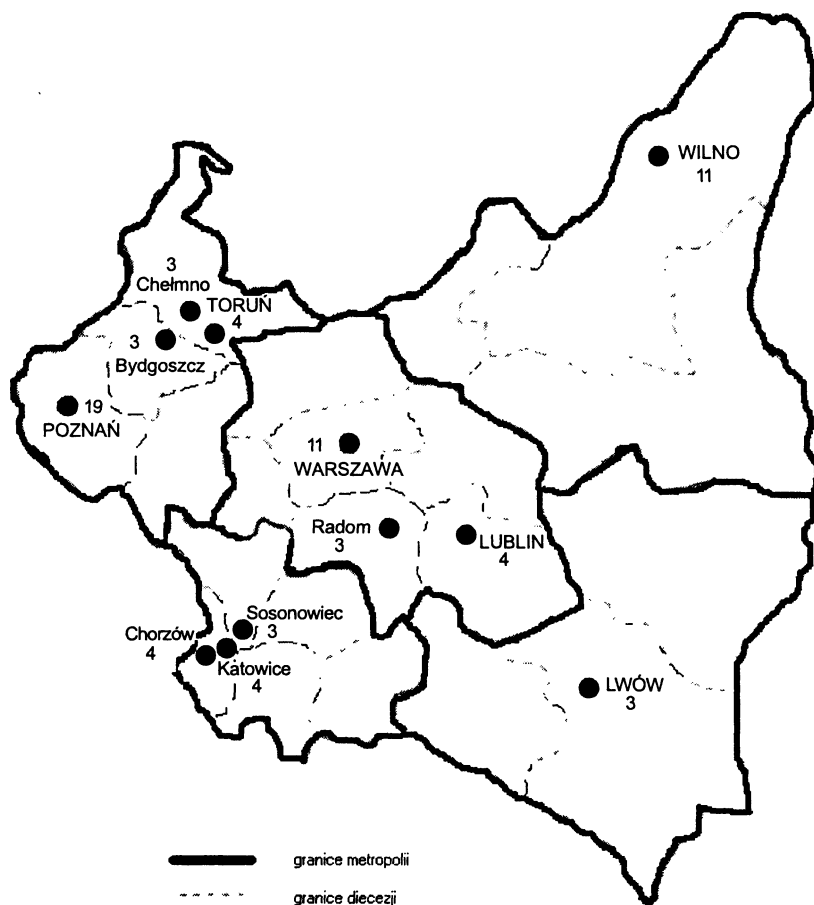 WILNO
11
3
Chełmno
TORUŃ
4
3
Bydgoszcz
19
POZNAŃ
11
WARSZAWA
Radom
3
LUBLIN
4
Sosonowiec
3
Chorzów
4
Katowice
4
LWÓW
3
granice metropolii
granice diecezji